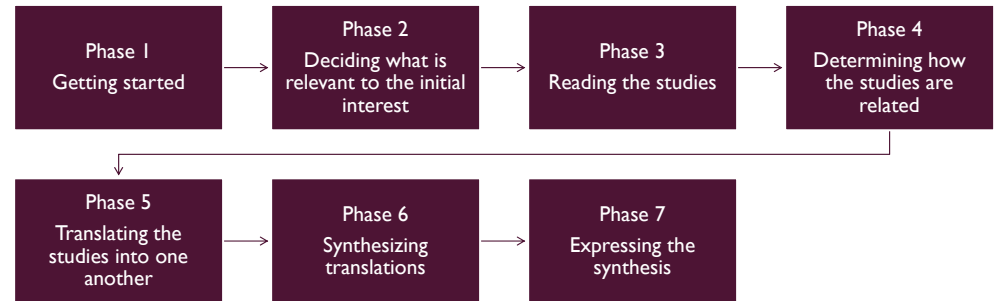 Phase 1
Getting started
Phase 2
Deciding what is
relevant to the initial
interest
Phase 3
Reading the studies
Phase 4
Determining how
the studies are
related
Phase 5
Translating the
studies into one
another
Phase 6
Synthesizing
translations
Phase 7
Expressing the
synthesis